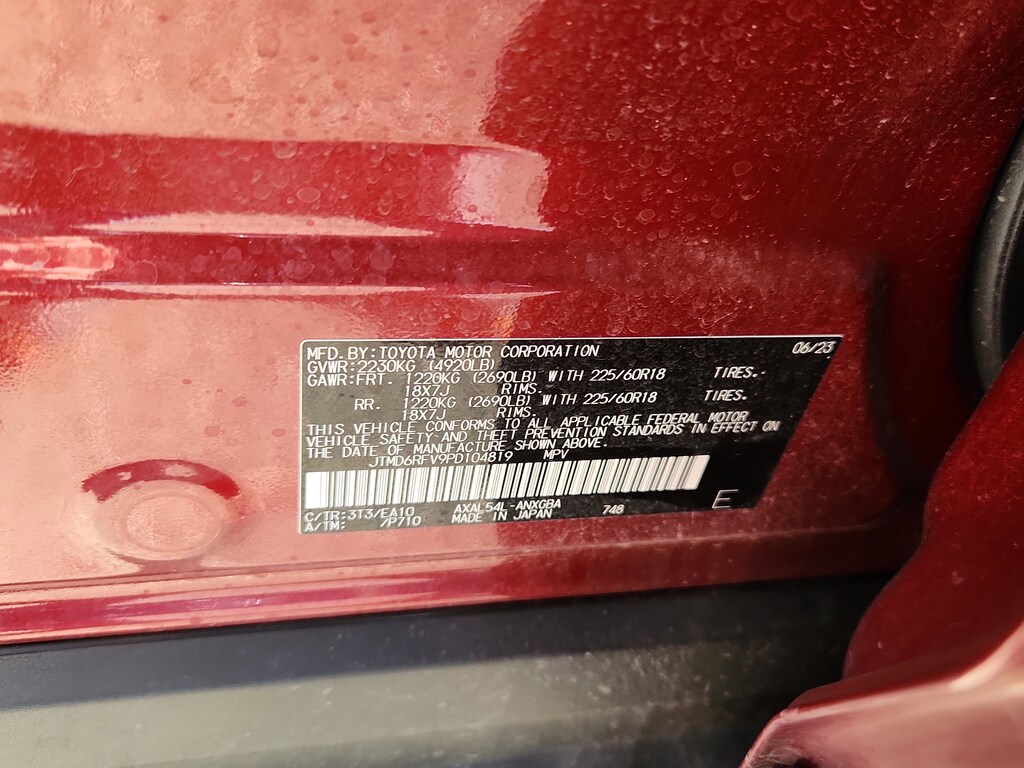 MFD. BY: TOYOTA MOTOR CORPORATION 06/23
GVWR: 2230KG (4920LB)
GAWR: FRT. 1220KG (2690LB) WITH 225/60R18 TIRES.
18X7J RIMS.
RR. 1220KG (2690LB) WITH 225/60R18 TIRES.
18X7J RIMS.
THIS VEHICLE CONFORMS TO ALL APPLICABLE FEDERAL MOTOR
VEHICLE SAFETY AND THEFT PREVENTION STANDARDS IN EFFECT ON
THE DATE OF MANUFACTURE SHOWN ABOVE.
JTMD6RFV9PD104819 MPV
C/TR: 3T3/EA10 AXAL54L-ANXGBA 748 E
A/TM: /P710 MADE IN JAPAN